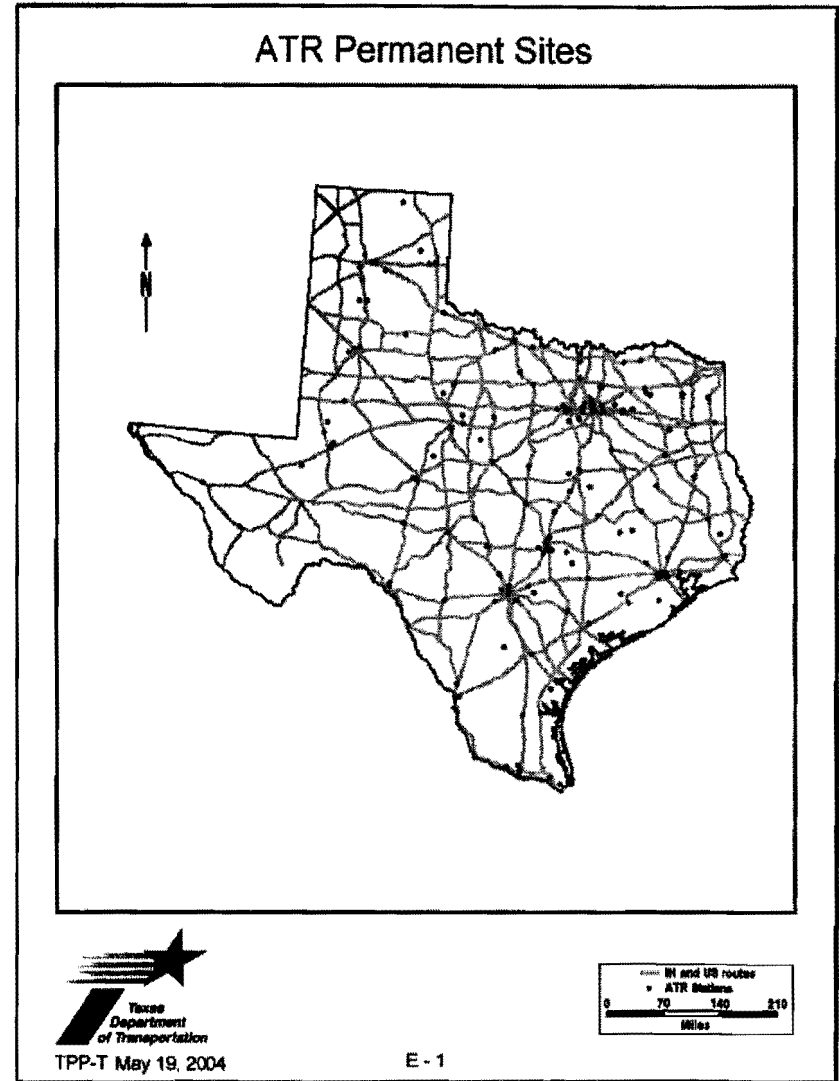 ATR Permanent Sites
N
IH and US routes
ATR Stations
0 70 140 210
Miles
Texas
Department
of Transportation
TPP-T May 19, 2004
E - 1